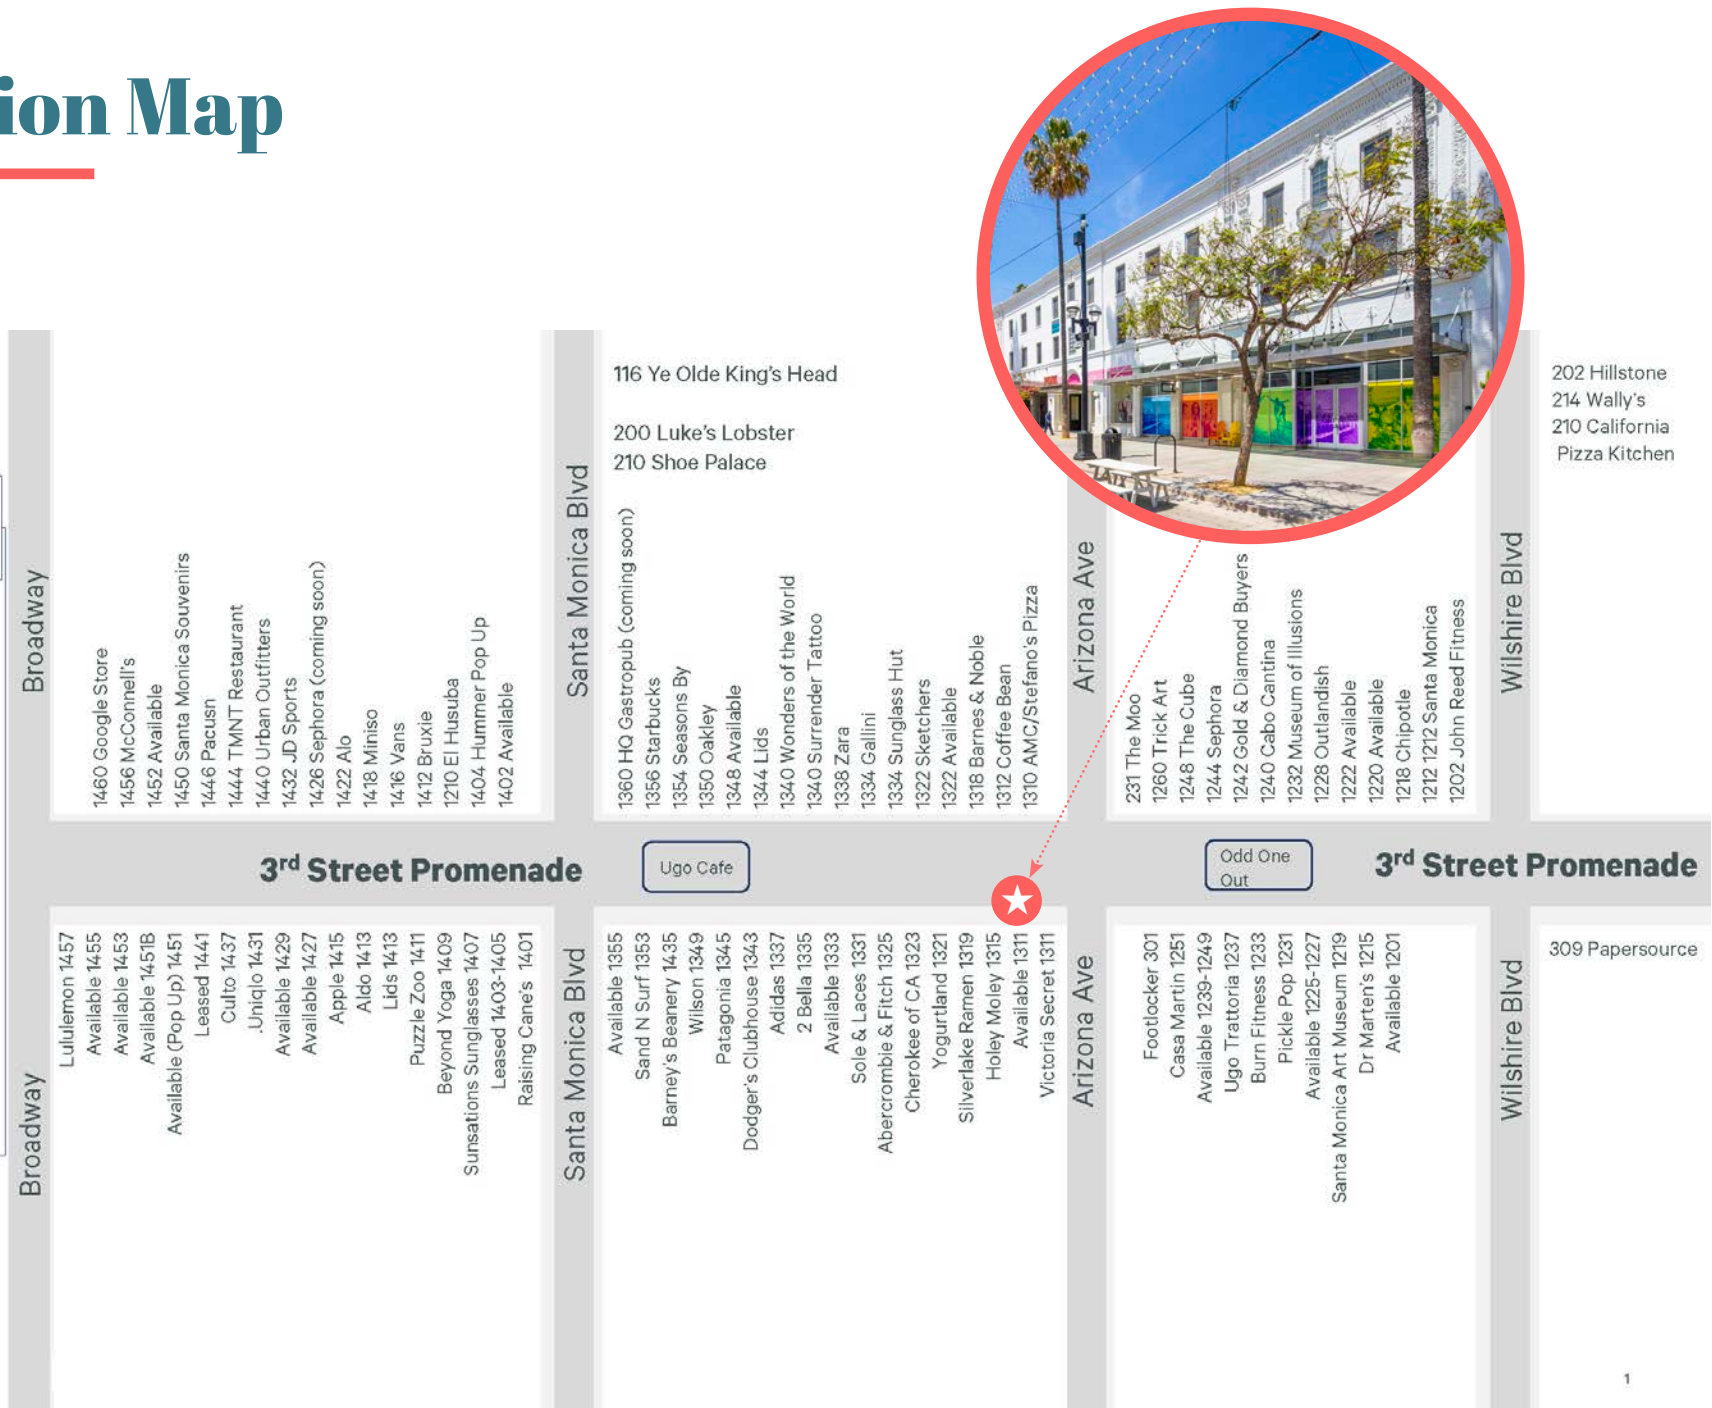 ion Map
116 Ye Olde King's Head
200 Luke's Lobster
210 Shoe Palace
202 Hillstone
214 Wally's
210 California
Pizza Kitchen
Broadway
1460 Google Store
1456 McConnell's
1452 Available
1450 Santa Monica Souvenirs
1446 Pacusn
1444 TMNT Restaurant
1440 Urban Outfitters
1432 JD Sports
1426 Sephora (coming soon)
1422 Alo
1418 Miniso
1416 Vans
1412 Bruxie
1210 El Husuba
1404 Hummer Pop Up
1402 Available
Santa Monica Blvd
1360 HQ Gastropub (coming soon)
1356 Starbucks
1354 Seasons By
1350 Oakley
1348 Available
1344 Lids
1340 Wonders of the World
1340 Surrender Tattoo
1338 Zara
1334 Gallini
1334 Sunglass Hut
1322 Sketchers
1322 Available
1318 Barnes & Noble
1312 Coffee Bean
1310 AMC/Stefano's Pizza
Arizona Ave
231 The Moo
1260 Trick Art
1248 The Cube
1244 Sephora
1242 Gold & Diamond Buyers
1240 Cabo Cantina
1232 Museum of Illusions
1228 Outlandish
1222 Available
1220 Available
1218 Chipotle
1212 1212 Santa Monica
1202 John Reed Fitness
Wilshire Blvd
3rd Street Promenade
Ugo Cafe
Odd One
Out
3rd Street Promenade
Broadway
Lululemon 1457
Available 1455
Available 1453
Available 1451B
Available (Pop Up) 1451
Leased 1441
Culto 1437
.Uniqlo 1431
Available 1429
Available 1427
Apple 1415
Aldo 1413
Lids 1413
Puzzle Zoo 1411
Beyond Yoga 1409
Sunsations Sunglasses 1407
Leased 1403-1405
Raising Cane's 1401
Santa Monica Blvd
Available 1355
Sand N Surf 1353
Barney's Beanery 1435
Wilson 1349
Patagonia 1345
Dodger's Clubhouse 1343
Adidas 1337
2 Bella 1335
Available 1333
Sole & Laces 1331
Abercrombie & Fitch 1325
Cherokee of CA 1323
Yogurtland 1321
Silverlake Ramen 1319
Holey Moley 1315
Available 1311
Victoria Secret 1311
Arizona Ave
Footlocker 301
Casa Martin 1251
Available 1239-1249
Ugo Trattoria 1237
Burn Fitness 1233
Pickle Pop 1231
Available 1225-1227
Santa Monica Art Museum 1219
Dr Marten's 1215
Available 1201
Wilshire Blvd
309 Papersource
1